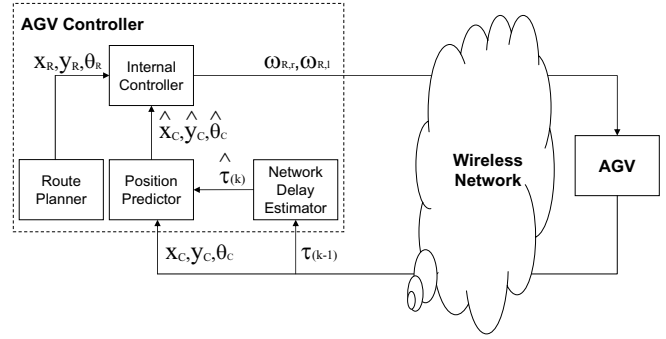 AGV Controller
x_R,y_R,θ_R
Internal
Controller
ω_R,r,ω_R,l
x̂_C,ŷ_C,θ̂_C
Wireless
Network
AGV
Route
Planner
Position
Predictor
τ̂_(k)
Network
Delay
Estimator
x_C,y_C,θ_C
τ_(k-1)